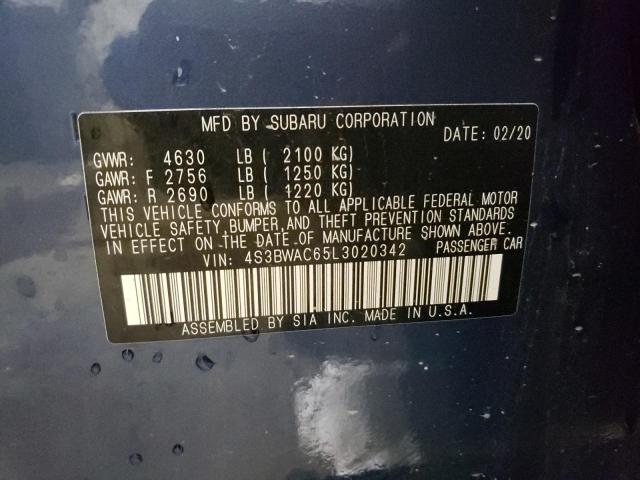 MFD BY SUBARU CORPORATION
DATE: 02/20
GVWR: 4630 LB ( 2100 KG)
GAWR: F 2756 LB ( 1250 KG)
GAWR: R 2690 LB ( 1220 KG)
THIS VEHICLE CONFORMS TO ALL APPLICABLE FEDERAL MOTOR
VEHICLE SAFETY, BUMPER, AND THEFT PREVENTION STANDARDS
IN EFFECT ON THE DATE OF MANUFACTURE SHOWN ABOVE.
VIN: 4S3BWAC65L3020342 PASSENGER CAR
ASSEMBLED BY SIA INC. MADE IN U.S.A.